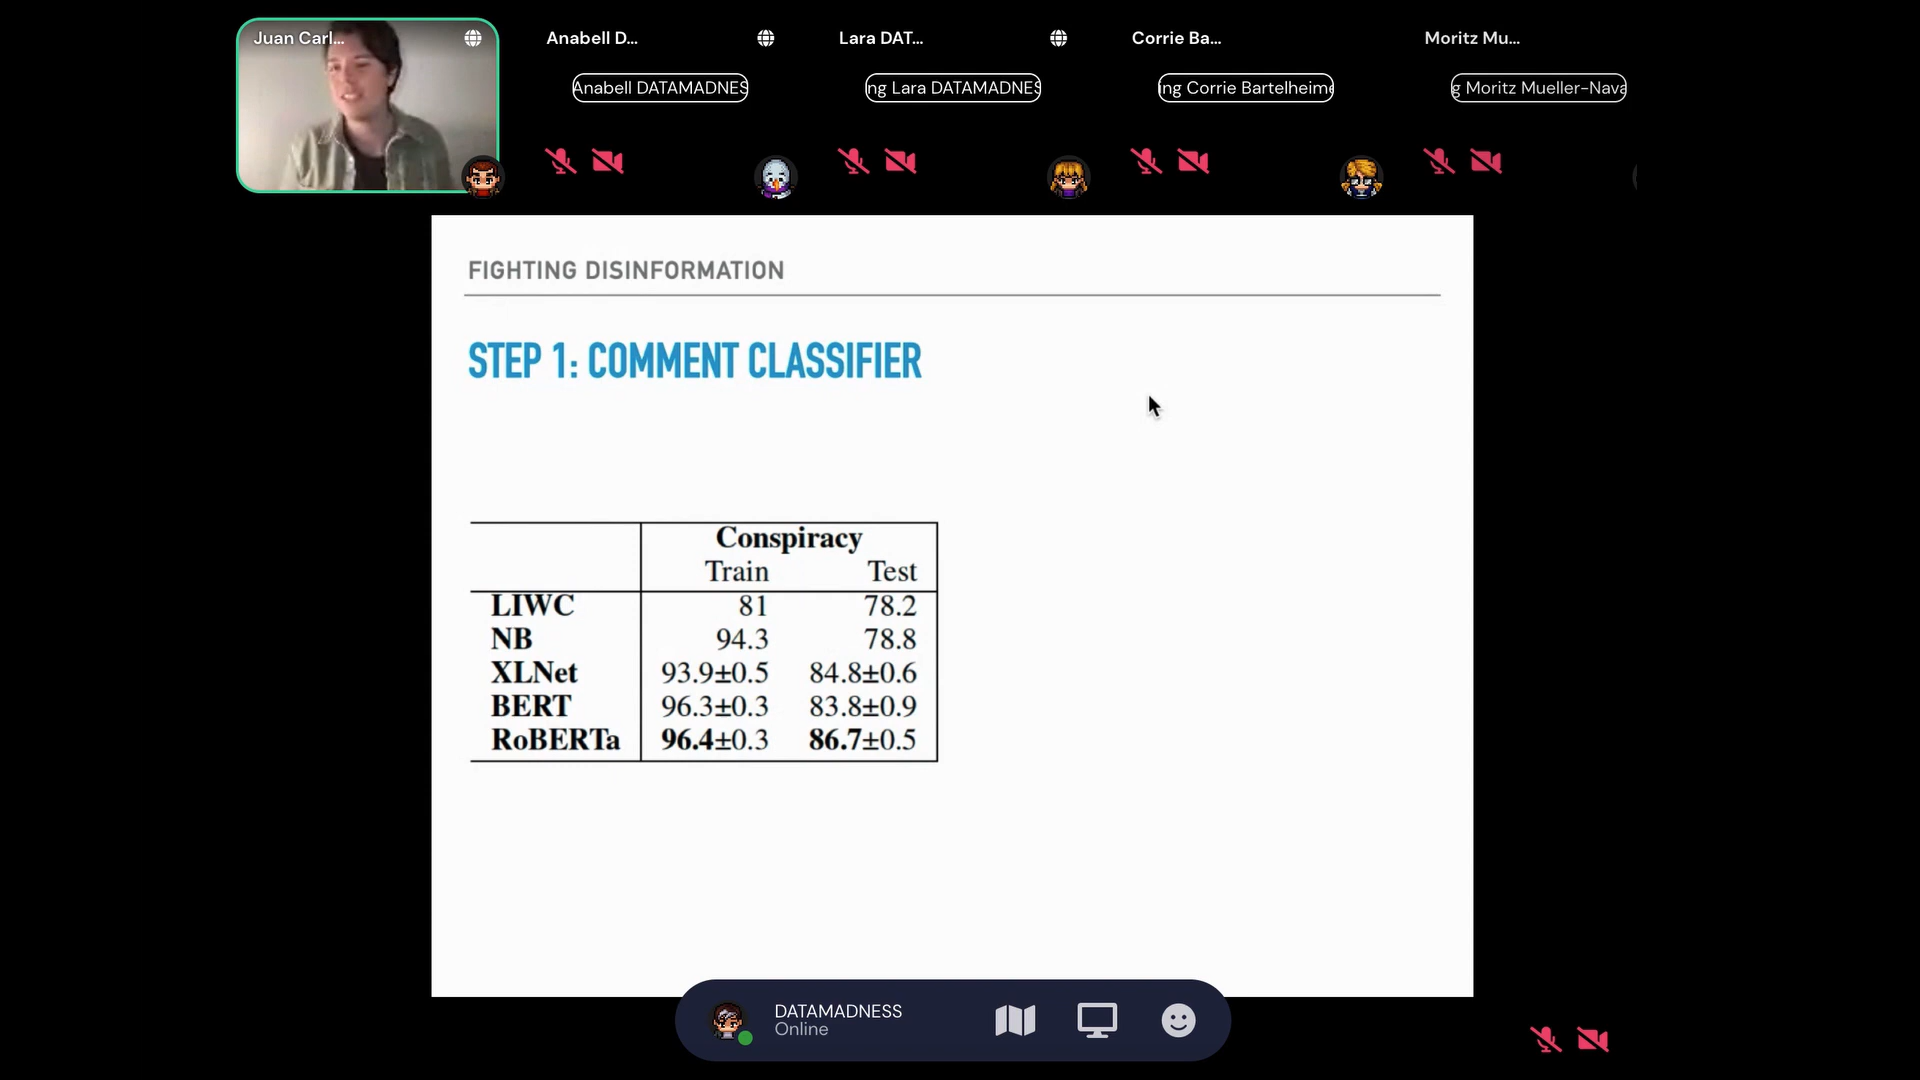 Juan Carl...
Anabell D...
Lara DAT...
Corrie Ba...
Moritz Mu...
Anabell DATAMADNES
ng Lara DATAMADNES
ing Corrie Bartelheime
g Moritz Mueller-Nava
FIGHTING DISINFORMATION
STEP 1: COMMENT CLASSIFIER
Conspiracy
Train Test
LIWC 81 78.2
NB 94.3 78.8
XLNet 93.9±0.5 84.8±0.6
BERT 96.3±0.3 83.8±0.9
RoBERTa 96.4±0.3 86.7±0.5
DATAMADNESS
Online